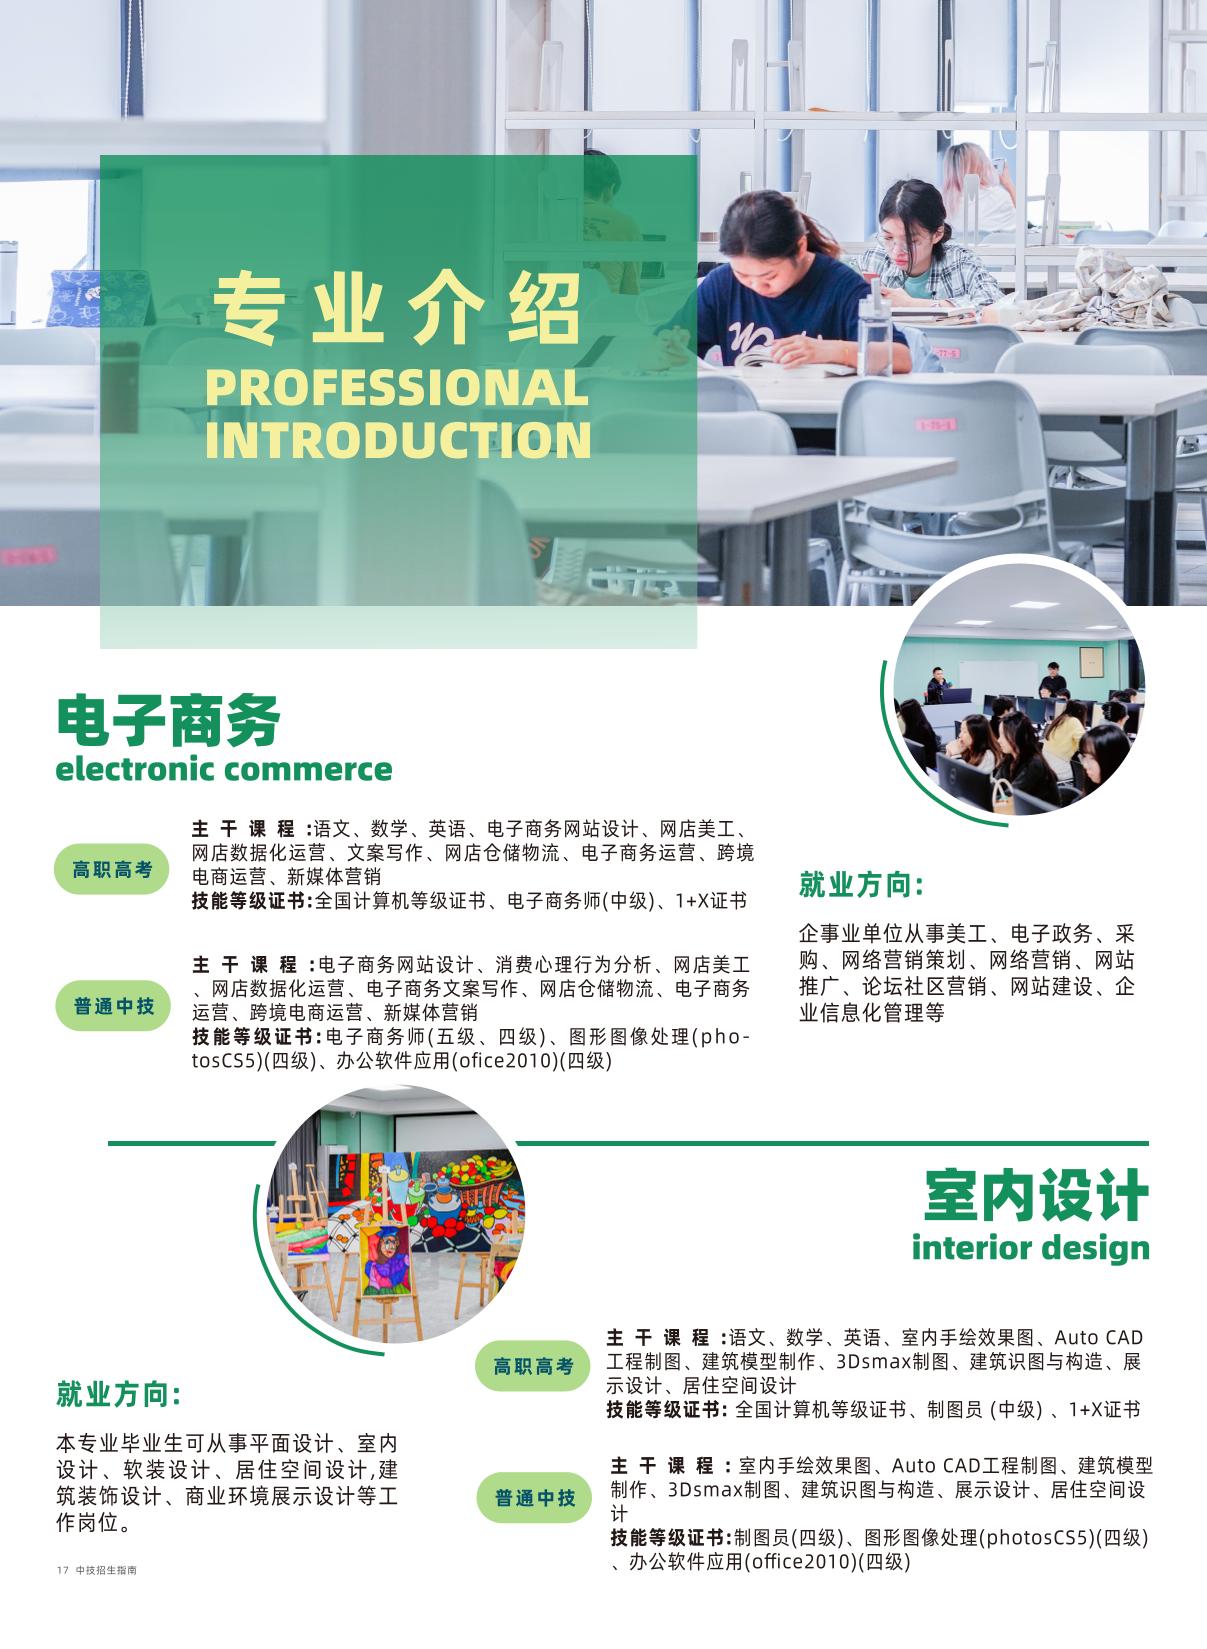 专业介绍
PROFESSIONAL
INTRODUCTION
电子商务
electronic commerce
高职高考
主干课程:语文、数学、英语、电子商务网站设计、网店美工、
网店数据化运营、文案写作、网店仓储物流、电子商务运营、跨境
电商运营、新媒体营销
技能等级证书:全国计算机等级证书、电子商务师(中级)、1+X证书
普通中技
主干课程:电子商务网站设计、消费心理行为分析、网店美工
、网店数据化运营、电子商务文案写作、网店仓储物流、电子商务
运营、跨境电商运营、新媒体营销
技能等级证书:电子商务师(五级、四级)、图形图像处理(pho-
tosCS5)(四级)、办公软件应用(ofice2010)(四级)
就业方向:
企事业单位从事美工、电子政务、采
购、网络营销策划、网络营销、网站
推广、论坛社区营销、网站建设、企
业信息化管理等
室内设计
interior design
高职高考
主干课程:语文、数学、英语、室内手绘效果图、Auto CAD
工程制图、建筑模型制作、3Dsmax制图、建筑识图与构造、展
示设计、居住空间设计
技能等级证书: 全国计算机等级证书、制图员 (中级) 、1+X证书
普通中技
主干课程: 室内手绘效果图、Auto CAD工程制图、建筑模型
制作、3Dsmax制图、建筑识图与构造、展示设计、居住空间设
计
技能等级证书:制图员(四级)、图形图像处理(photosCS5)(四级)
、办公软件应用(office2010)(四级)
就业方向:
本专业毕业生可从事平面设计、室内
设计、软装设计、居住空间设计,建
筑装饰设计、商业环境展示设计等工
作岗位。
17 中技招生指南